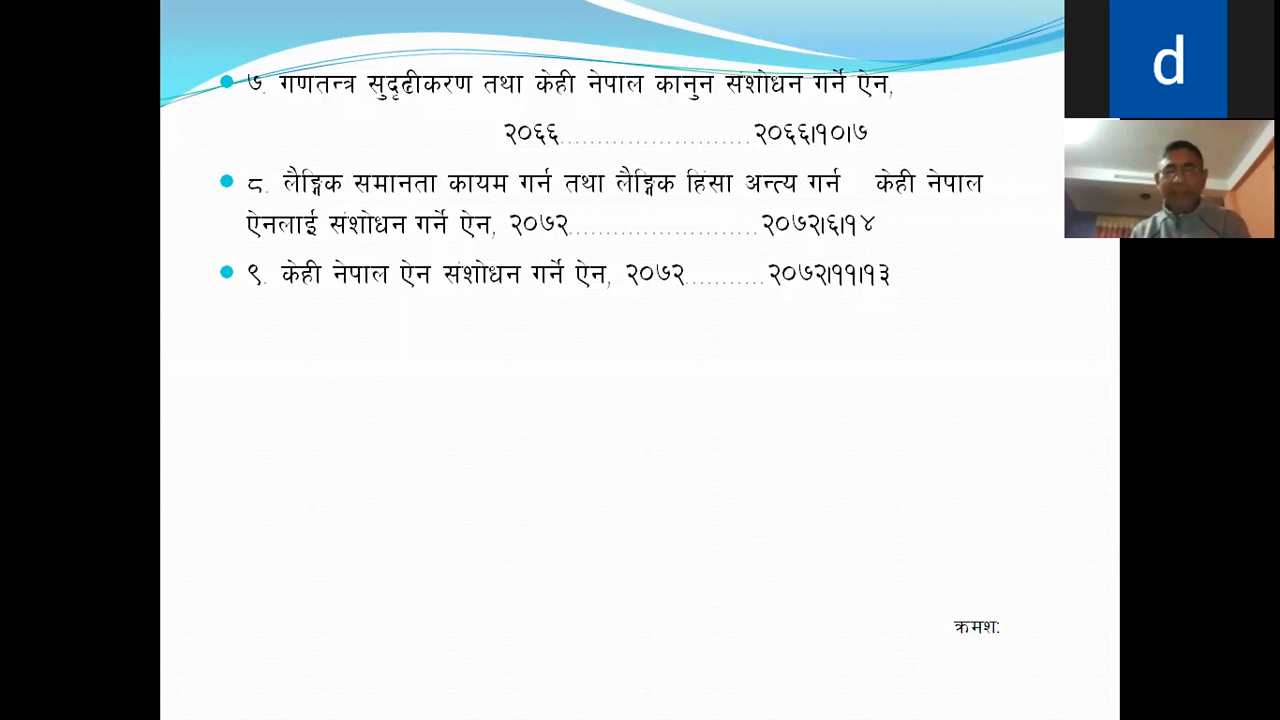 d
७. गणतन्त्र सुदृढीकरण तथा केही नेपाल कानुन संशोधन गर्ने ऐन,
२०६६.........................२०६६।१०।७
८. लैङ्गिक समानता कायम गर्न तथा लैङ्गिक हिंसा अन्त्य गर्न केही नेपाल
ऐनलाई संशोधन गर्ने ऐन, २०७२.........................२०७२।६।१४
९. केही नेपाल ऐन संशोधन गर्ने ऐन, २०७२...........२०७२।११।१३
क्रमश: